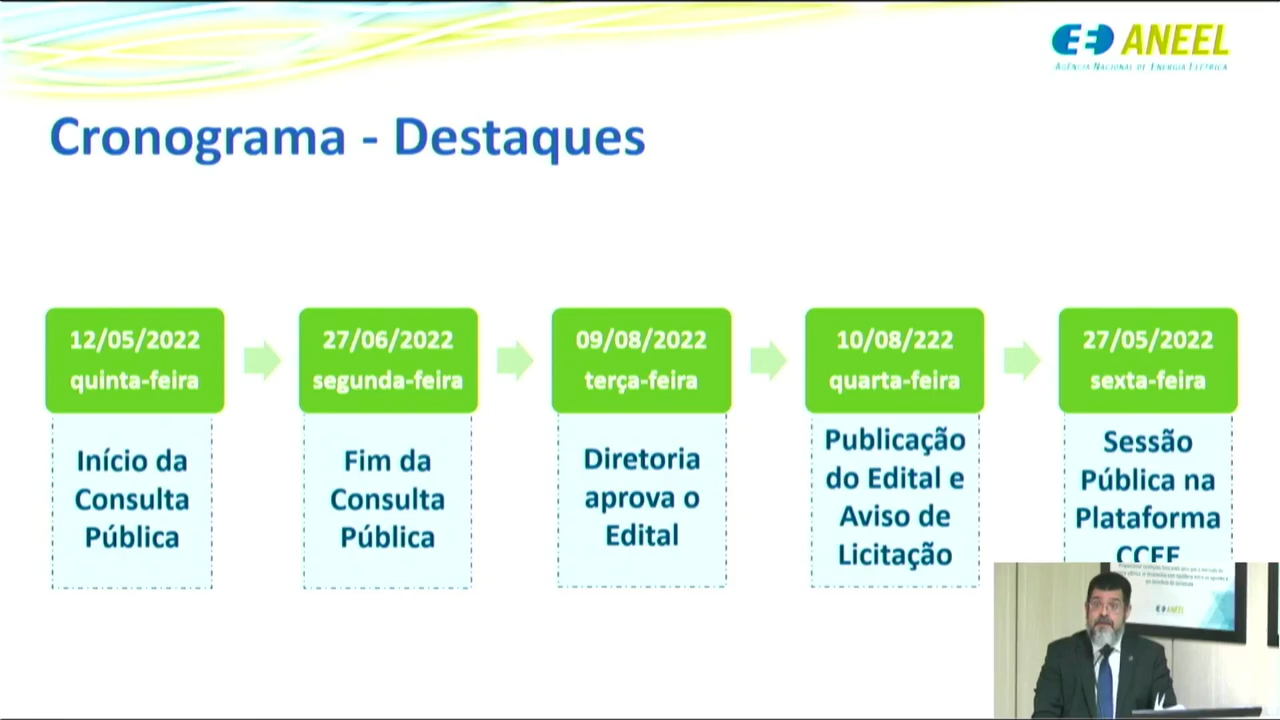 ANEEL
AGÊNCIA NACIONAL DE ENERGIA ELÉTRICA
Cronograma - Destaques
12/05/2022
quinta-feira
Início da
Consulta
Pública
27/06/2022
segunda-feira
Fim da
Consulta
Pública
09/08/2022
terça-feira
Diretoria
aprova o
Edital
10/08/222
quarta-feira
Publicação
do Edital e
Aviso de
Licitação
27/05/2022
sexta-feira
Sessão
Pública na
Plataforma
CCEE
ANEEL